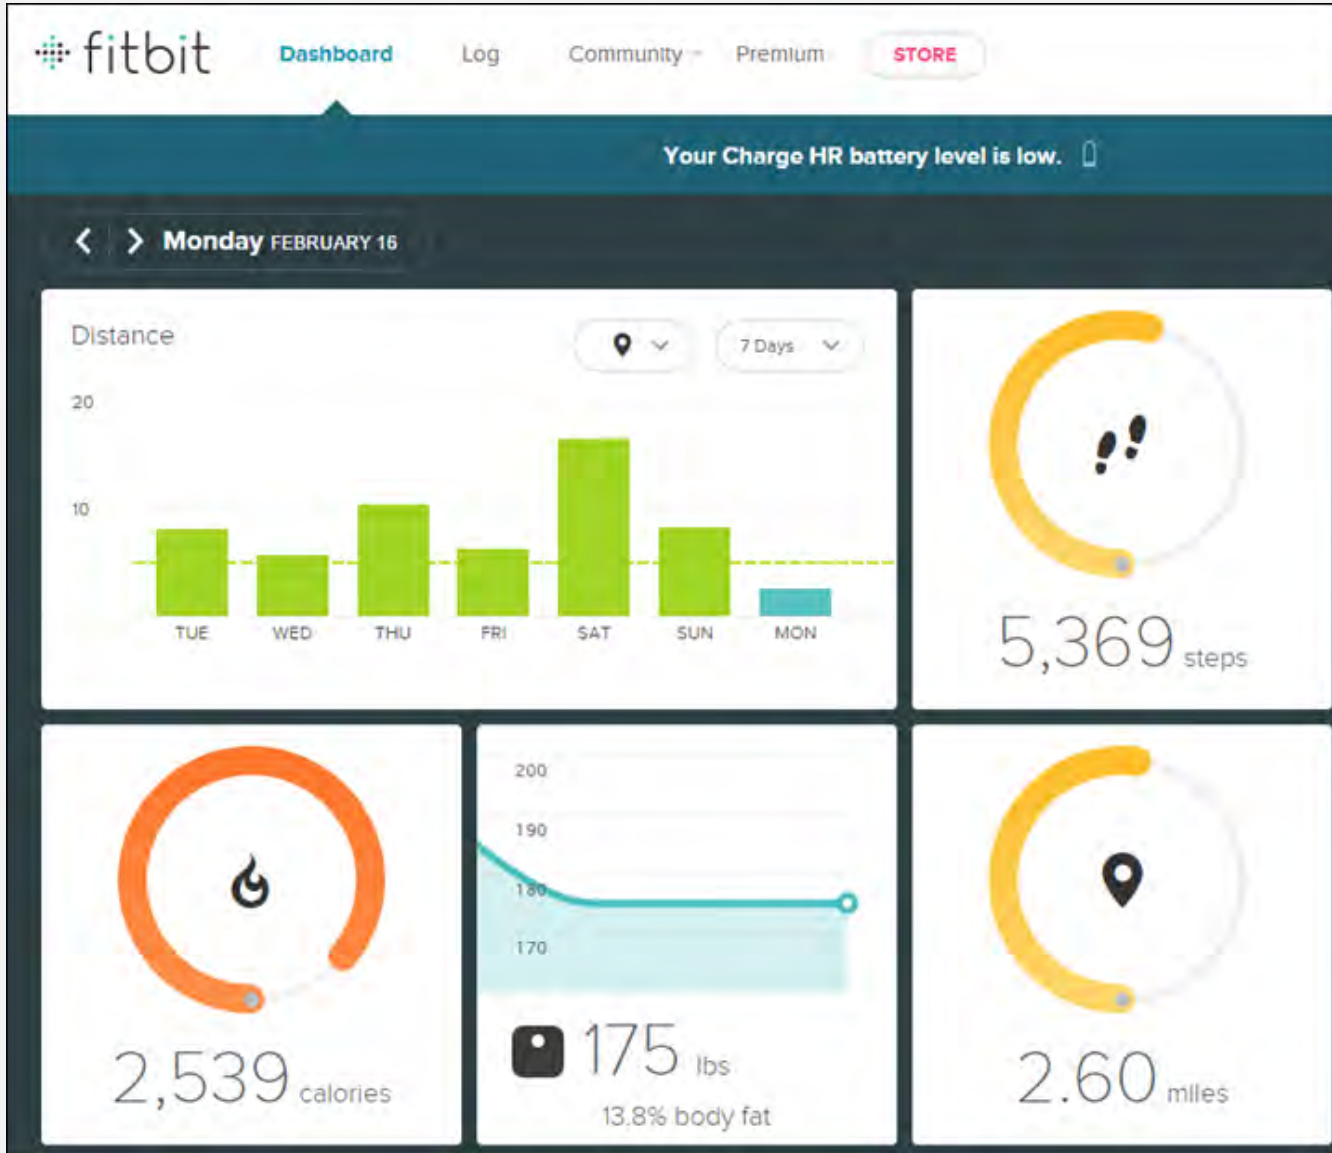 fitbit Dashboard Log Community Premium STORE
Your Charge HR battery level is low.
Monday FEBRUARY 16
Distance
7 Days
20
10
TUE WED THU FRI SAT SUN MON
5,369 steps
2,539 calories
200
190
180
170
175 lbs
13.8% body fat
2.60 miles